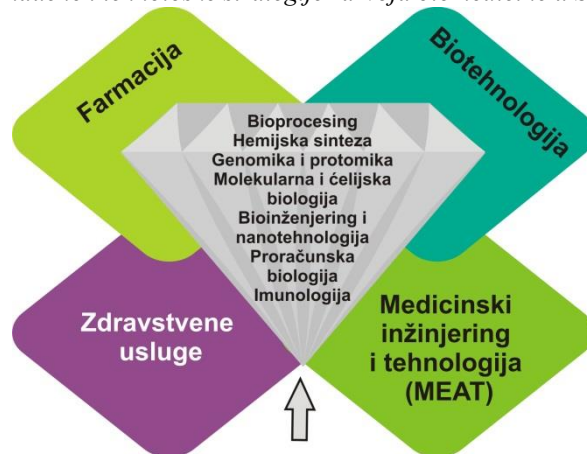 Farmacija
Biotehnologija
Bioprocesing
Hemijska sinteza
Genomika i protomika
Molekularna i ćelijska
biologija
Bioinženjering i
nanotehnologija
Proračunska
biologija
Imunologija
Zdravstvene
usluge
Medicinski
inžinjering
i tehnologija
(MEAT)